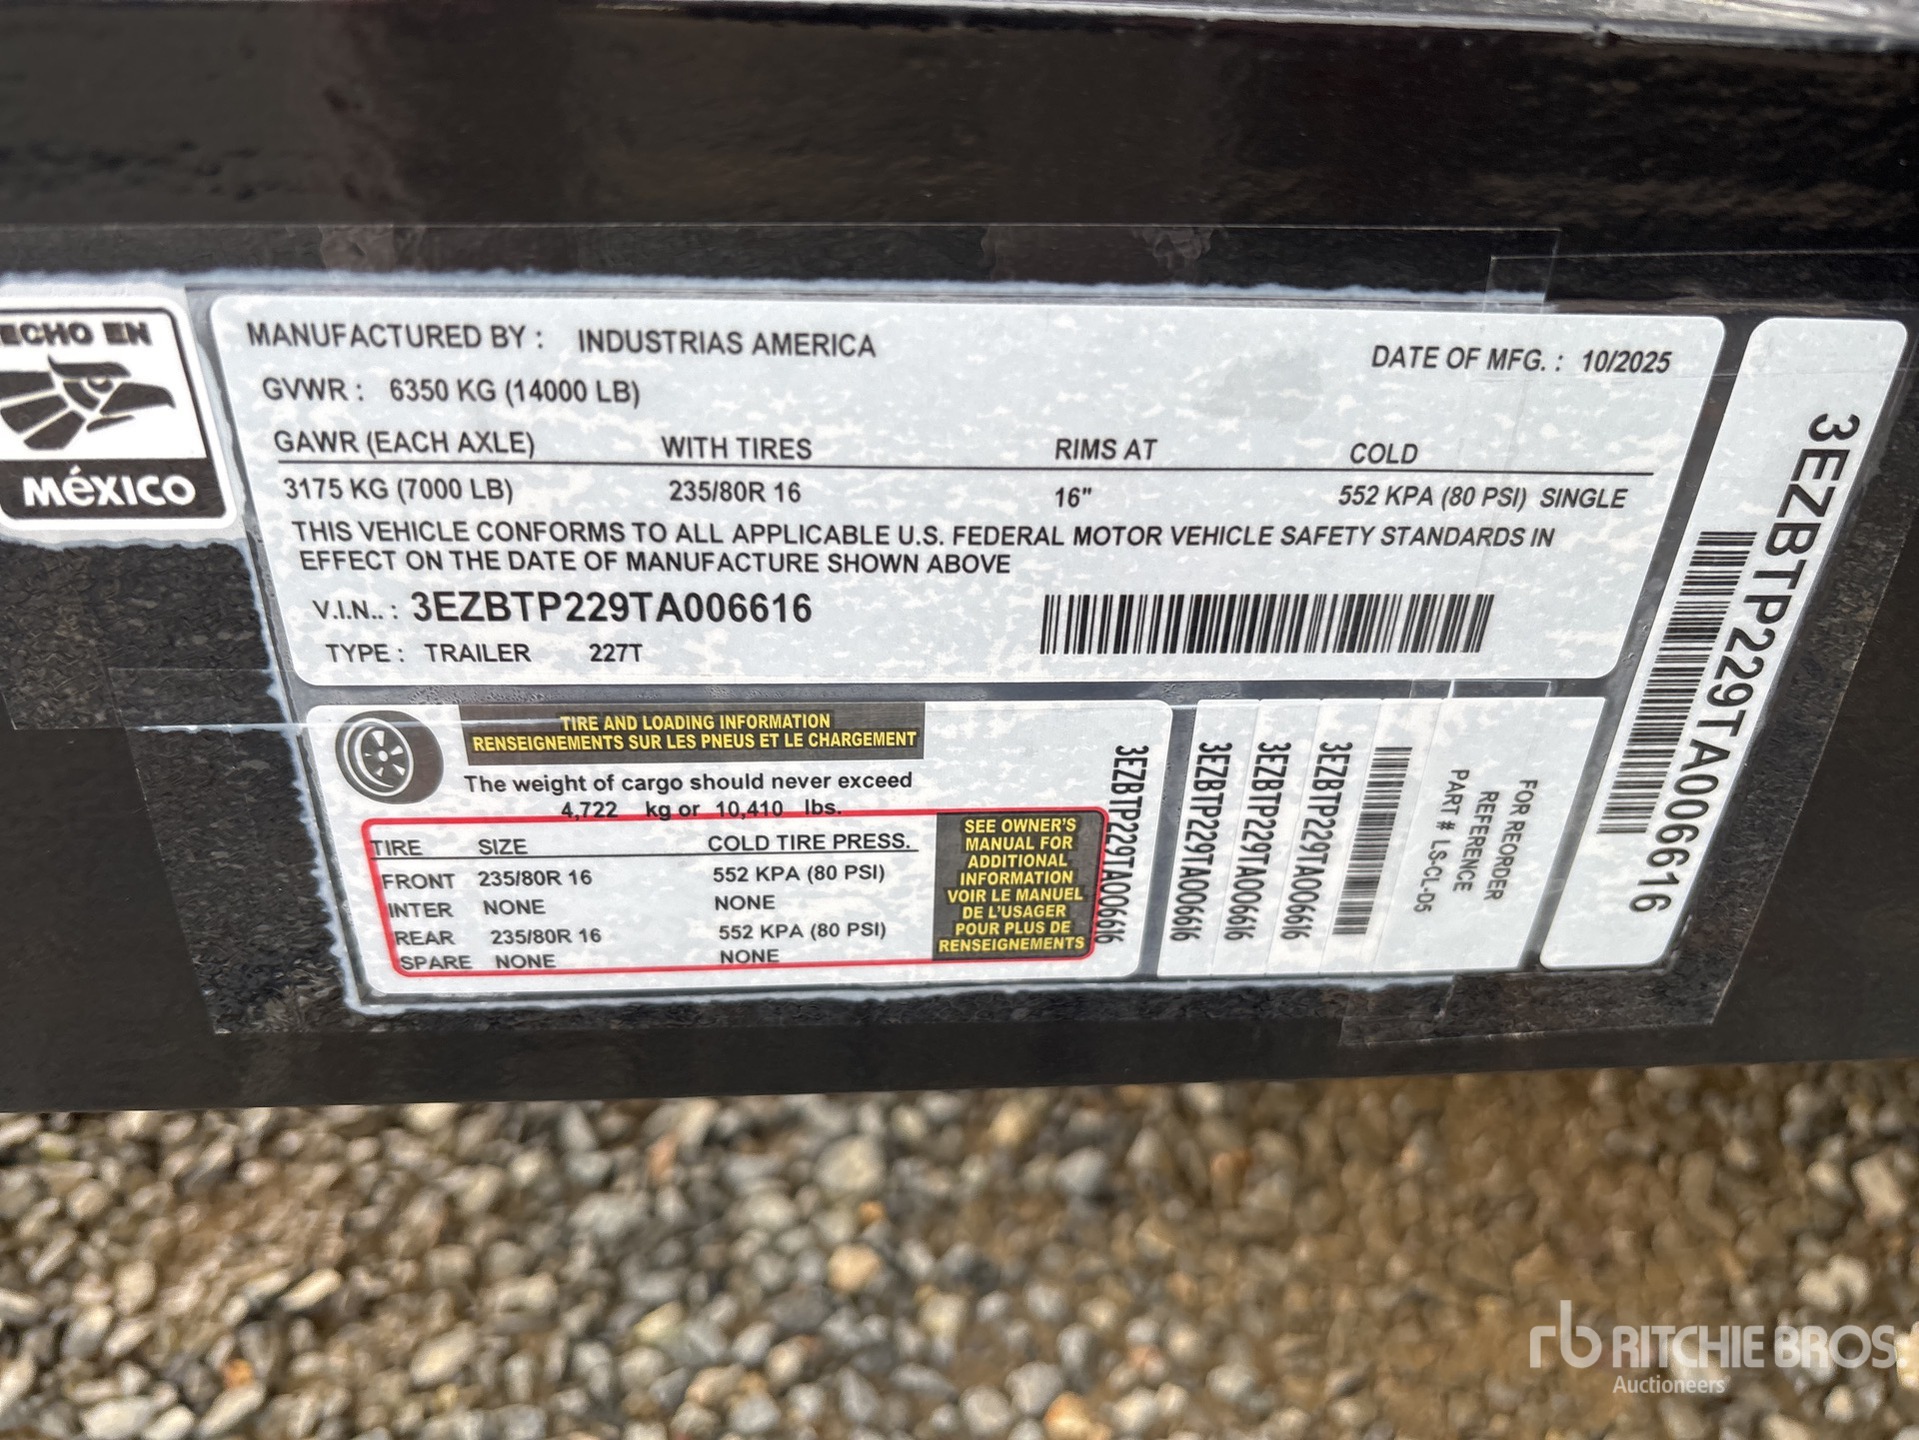 ECHO EN
MéXICO
MANUFACTURED BY : INDUSTRIAS AMERICA
DATE OF MFG. : 10/2025
GVWR : 6350 KG (14000 LB)
GAWR (EACH AXLE) WITH TIRES RIMS AT COLD
3175 KG (7000 LB) 235/80R 16 16" 552 KPA (80 PSI) SINGLE
THIS VEHICLE CONFORMS TO ALL APPLICABLE U.S. FEDERAL MOTOR VEHICLE SAFETY STANDARDS IN
EFFECT ON THE DATE OF MANUFACTURE SHOWN ABOVE
V.I.N.. : 3EZBTP229TA006616
TYPE : TRAILER 227T
3EZBTP229TA006616
TIRE AND LOADING INFORMATION
RENSEIGNEMENTS SUR LES PNEUS ET LE CHARGEMENT
The weight of cargo should never exceed
4,722 kg or 10,410 lbs.
TIRE SIZE COLD TIRE PRESS.
FRONT 235/80R 16 552 KPA (80 PSI)
INTER NONE NONE
REAR 235/80R 16 552 KPA (80 PSI)
SPARE NONE NONE
SEE OWNER'S
MANUAL FOR
ADDITIONAL
INFORMATION
VOIR LE MANUEL
DE L'USAGER
POUR PLUS DE
RENSEIGNEMENTS
3EZBTP229TA006616
3EZBTP229TA006616
3EZBTP229TA006616
3EZBTP229TA006616
FOR REORDER
REFERENCE
PART # LS-CL-D5
rb RITCHIE BROS.
Auctioneers